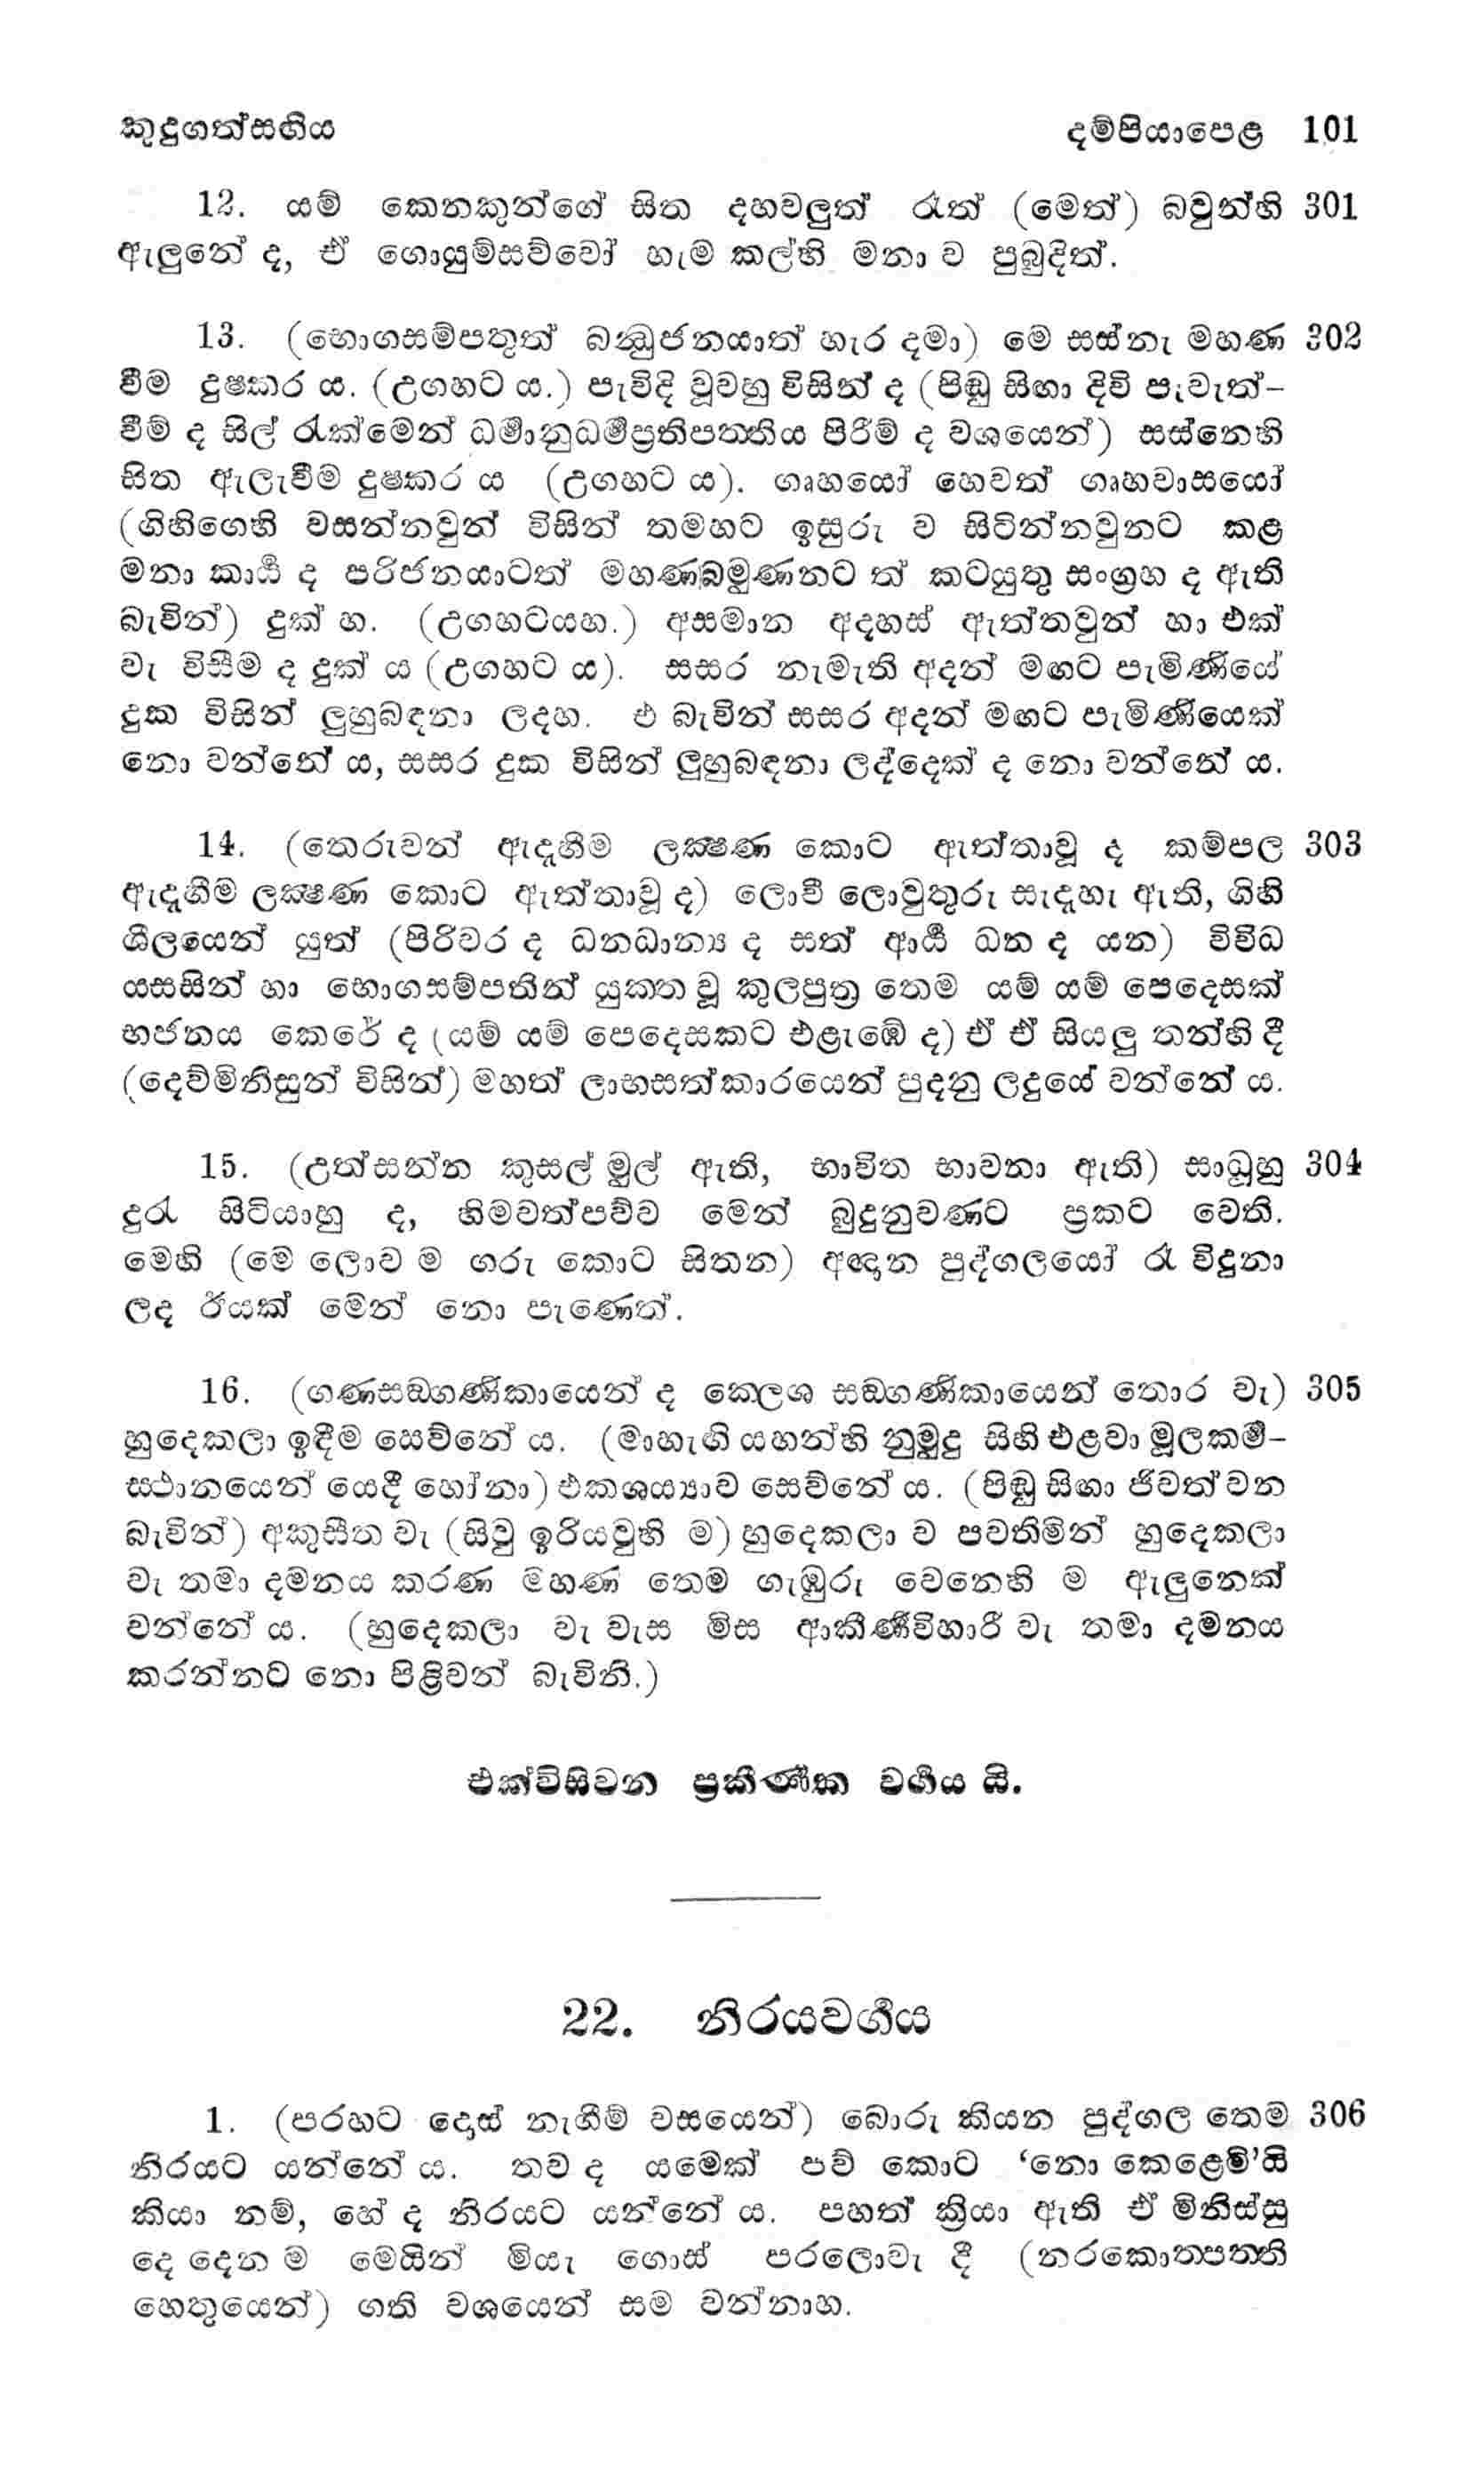 කුදුගත්සඟිය දම්පියාපෙළ 101
12. යම් කෙනකුන්ගේ සිත දහවලුත් රෑත් (මෙත්) බවුන්හි 301
ඇලුනේ ද, ඒ ගොයුම්සව්වෝ හැම කල්හි මනා ව පුබුදිත්.
13. (භොගසම්පතුත් බන්‍ධුජනයාත් හැර දමා) මෙ සස්නැ මහණ 302
වීම දුෂ්කර ය. (උගහට ය.) පැවිදි වූවහු විසින් ද (පිඬු සිඟා දිවි පැවැත්-
වීම් ද සිල් රැක්මෙන් ධර්‍මානුධර්‍මප්‍රතිපත්තිය පිරීම් ද වශයෙන්) සස්නෙහි
සිත ඇලැවීම දුෂ්කර ය (උගහට ය). ගෘහයෝ හෙවත් ගෘහවාසයෝ
(ගිහිගෙහි වසන්නවුන් විසින් තමහට ඉසුරු ව සිටින්නවුනට කළ
මනා කාර්‍ය්‍ය ද පරිජනයාටත් මහණබමුණනට ත් කටයුතු සංග්‍රහ ද ඇති
බැවින්) දුක් හ. (උගහටයහ.) අසමාන අදහස් ඇත්තවුන් හා එක්
වැ විසීම ද දුක් ය (උගහට ය). සසර නැමැති අදන් මඟට පැමිණියේ
දුක විසින් ලුහුබඳනා ලදහ. එ බැවින් සසර අදන් මඟට පැමිණියෙක්
නො වන්නේ ය, සසර දුක විසින් ලුහුබඳනා ලද්දෙක් ද නො වන්නේ ය.
14. (තෙරුවන් ඇදැහීම ලක්‍ෂණ කොට ඇත්තාවූ ද කම්පල 303
ඇදැහීම ලක්‍ෂණ කොට ඇත්තාවූ ද) ලොවී ලොවුතුරු සැදැහැ ඇති, ගිහි
ශීලයෙන් යුත් (පිරිවර ද ධනධාන්‍ය ද සත් ආර්‍ය්‍ය ධන ද යන) විවිධ
යසසින් හා භොගසම්පතින් යුක්ත වූ කුලපුත්‍ර තෙම යම් යම් පෙදෙසක්
භජනය කෙරේ ද (යම් යම් පෙදෙසකට එළැඹේ ද) ඒ ඒ සියලු තන්හි දී
(දෙව්මිනිසුන් විසින්) මහත් ලාභසත්කාරයෙන් පුදනු ලදුයේ වන්නේ ය.
15. (උත්සන්න කුසල් මුල් ඇති, භාවිත භාවනා ඇති) සාධූහු 304
දුරැ සිටියාහු ද, හිමවත්පව්ව මෙන් බුදුනුවණට ප්‍රකට වෙති.
මෙහි (මෙ ලොව ම ගරු කොට සිතන) අඥාන පුද්ගලයෝ රෑ විදුනා
ලද ඊයක් මෙන් නො පැණෙත්.
16. (ගණසඞ්ගණිකායෙන් ද කෙලශ සඞ්ගණිකායෙන් තොර වැ) 305
හුදෙකලා ඉඳීම සෙව්නේ ය. (මාහැඟි යහන්හි නුමුදු සිහි එළවා මූලකර්‍ම-
ස්ථානයෙන් යෙදී හෝනා) එකශය්‍යාව සෙව්නේ ය. (පිඬු සිඟා ජිවත් වන
බැවින්) අකුසීත වැ (සිවු ඉරියවුහි ම) හුදෙකලා ව පවතිමින් හුදෙකලා
වැ තමා දමනය කරණ මහණ තෙම ගැඹුරු වෙනෙහි ම ඇලුනෙක්
වන්නේ ය. (හුදෙකලා වැ වැස මිස ආකීර්‍ණවිහාරී වැ තමා දමනය
කරන්නට නො පිළිවන් බැවිනි.)
එක්විසිවන ප්‍රකීර්‍ණක වර්‍ගය යි.
22. නිරයවර්‍ගය
1. (පරහට දොස් නැඟීම් වසයෙන්) බොරු කියන පුද්ගල තෙම 306
නිරයට යන්නේ ය. තව ද යමෙක් පව් කොට ‘නො කෙළෙමි’යි
කියා නම්, හේ ද නිරයට යන්නේ ය. පහත් ක්‍රියා ඇති ඒ මිනිස්සු
දෙ දෙන ම මෙයින් මියැ ගොස් පරලොවැ දී (නරකොත්පත්ති
හෙතුයෙන්) ගති වශයෙන් සම වන්නාහ.